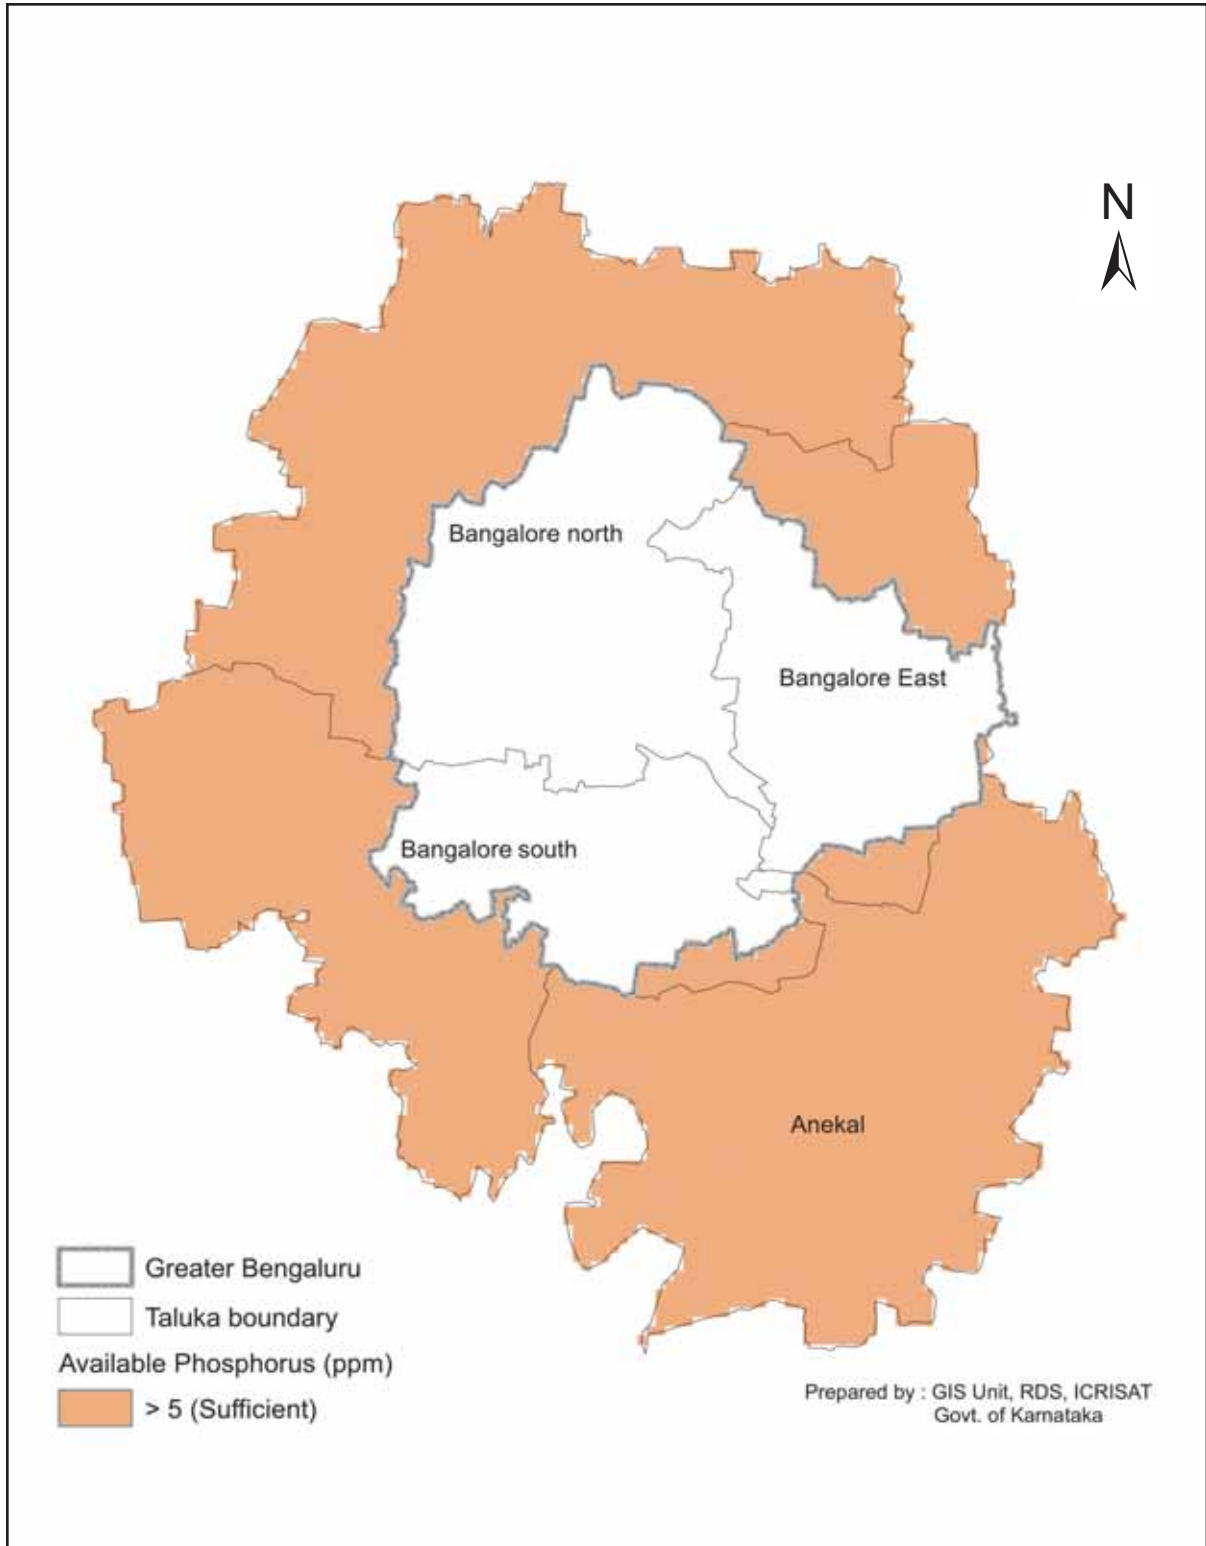 N
Bangalore north
Bangalore East
Bangalore south
Anekal
Greater Bengaluru
Taluka boundary
Available Phosphorus (ppm)
> 5 (Sufficient)
Prepared by : GIS Unit, RDS, ICRISAT
Govt. of Karnataka